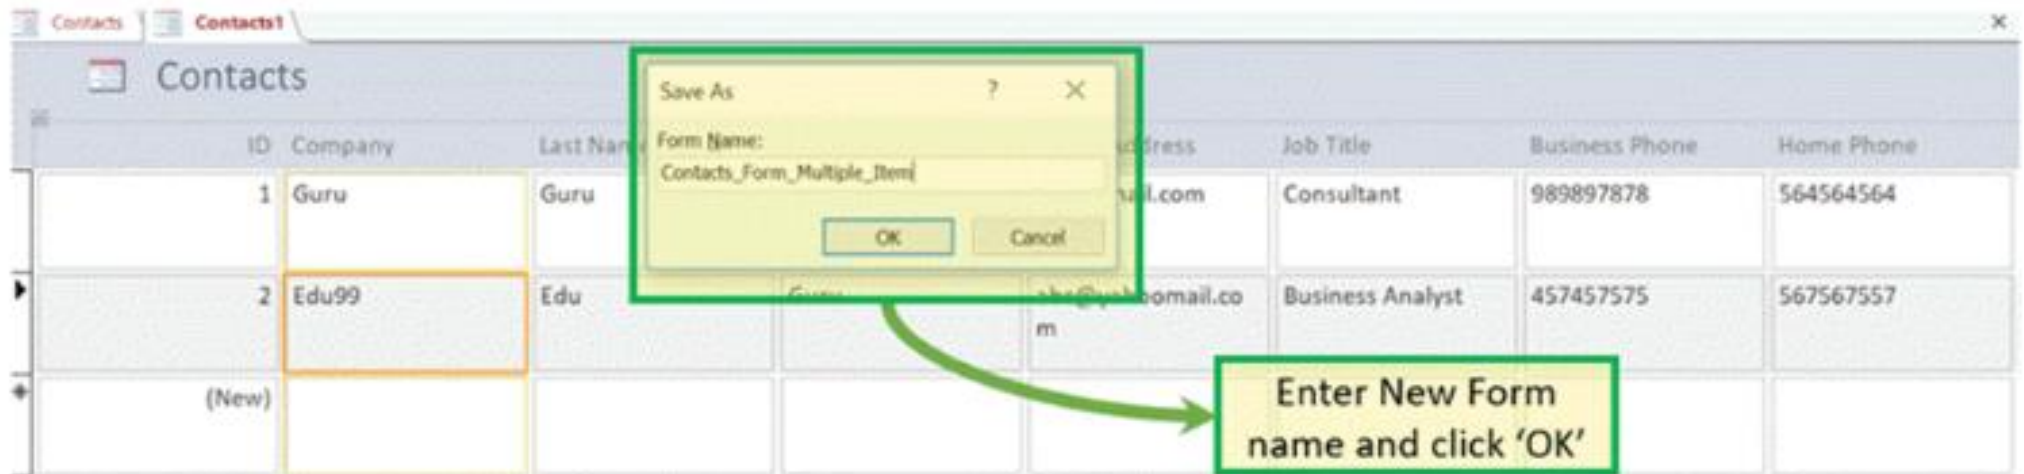 Contacts Contacts1
Contacts
Save As
Form Name:
Contacts_Form_Multiple_Item
OK Cancel
ID Company Last Job Title Business Phone Home Phone
1 Guru Guru Consultant 989897878 564564564
2 Edu99 Edu Business Analyst 457457575 567567557
m
(New)
Enter New Form
name and click ‘OK’